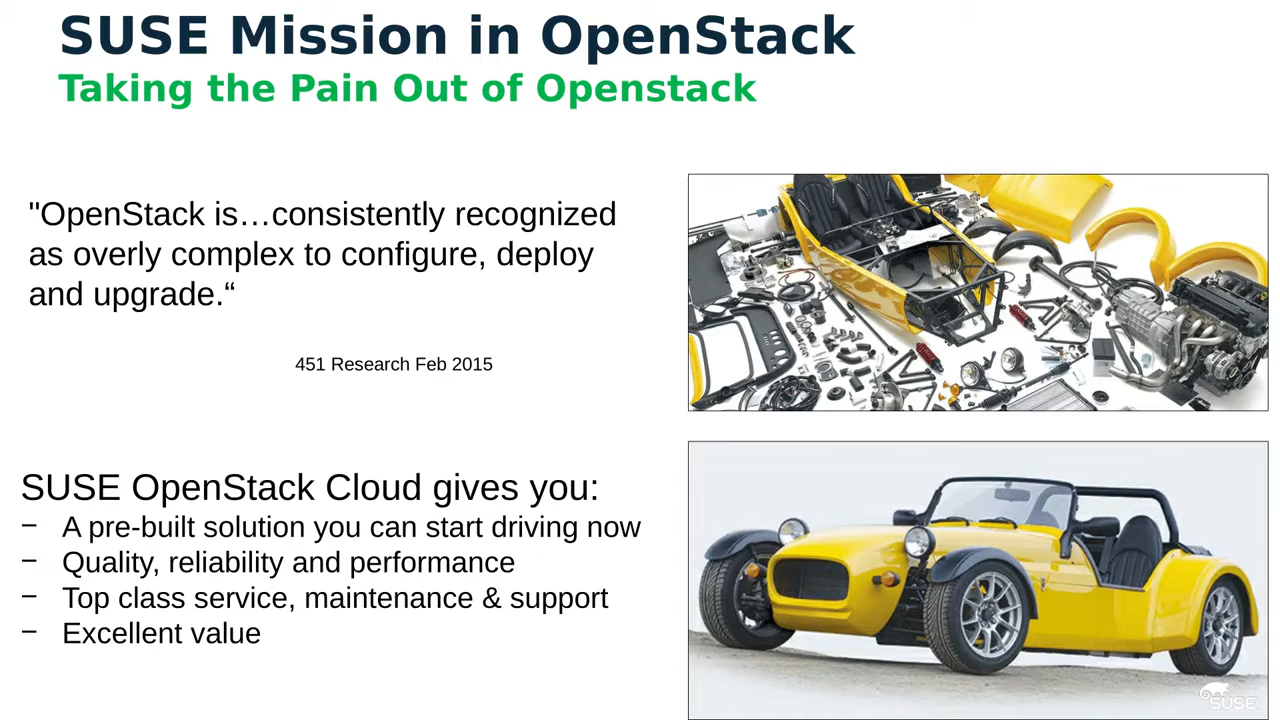 SUSE Mission in OpenStack
Taking the Pain Out of Openstack
"OpenStack is…consistently recognized
as overly complex to configure, deploy
and upgrade.“
451 Research Feb 2015
SUSE OpenStack Cloud gives you:
– A pre-built solution you can start driving now
– Quality, reliability and performance
– Top class service, maintenance & support
– Excellent value
SUSE